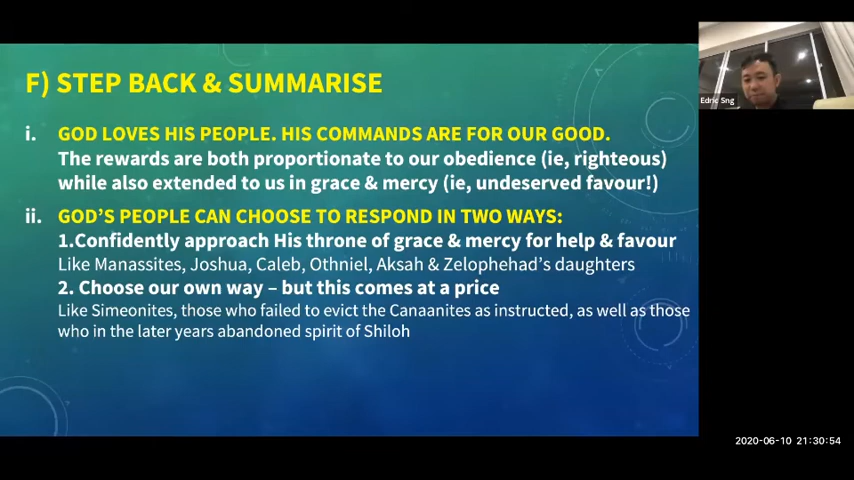 F) STEP BACK & SUMMARISE
i. GOD LOVES HIS PEOPLE. HIS COMMANDS ARE FOR OUR GOOD.
The rewards are both proportionate to our obedience (ie, righteous)
while also extended to us in grace & mercy (ie, undeserved favour!)
ii. GOD'S PEOPLE CAN CHOOSE TO RESPOND IN TWO WAYS:
1.Confidently approach His throne of grace & mercy for help & favour
Like Manassites, Joshua, Caleb, Othniel, Aksah & Zelophehad's daughters
2. Choose our own way – but this comes at a price
Like Simeonites, those who failed to evict the Canaanites as instructed, as well as those
who in the later years abandoned spirit of Shiloh
Edric Sng
2020-06-10 21:30:54